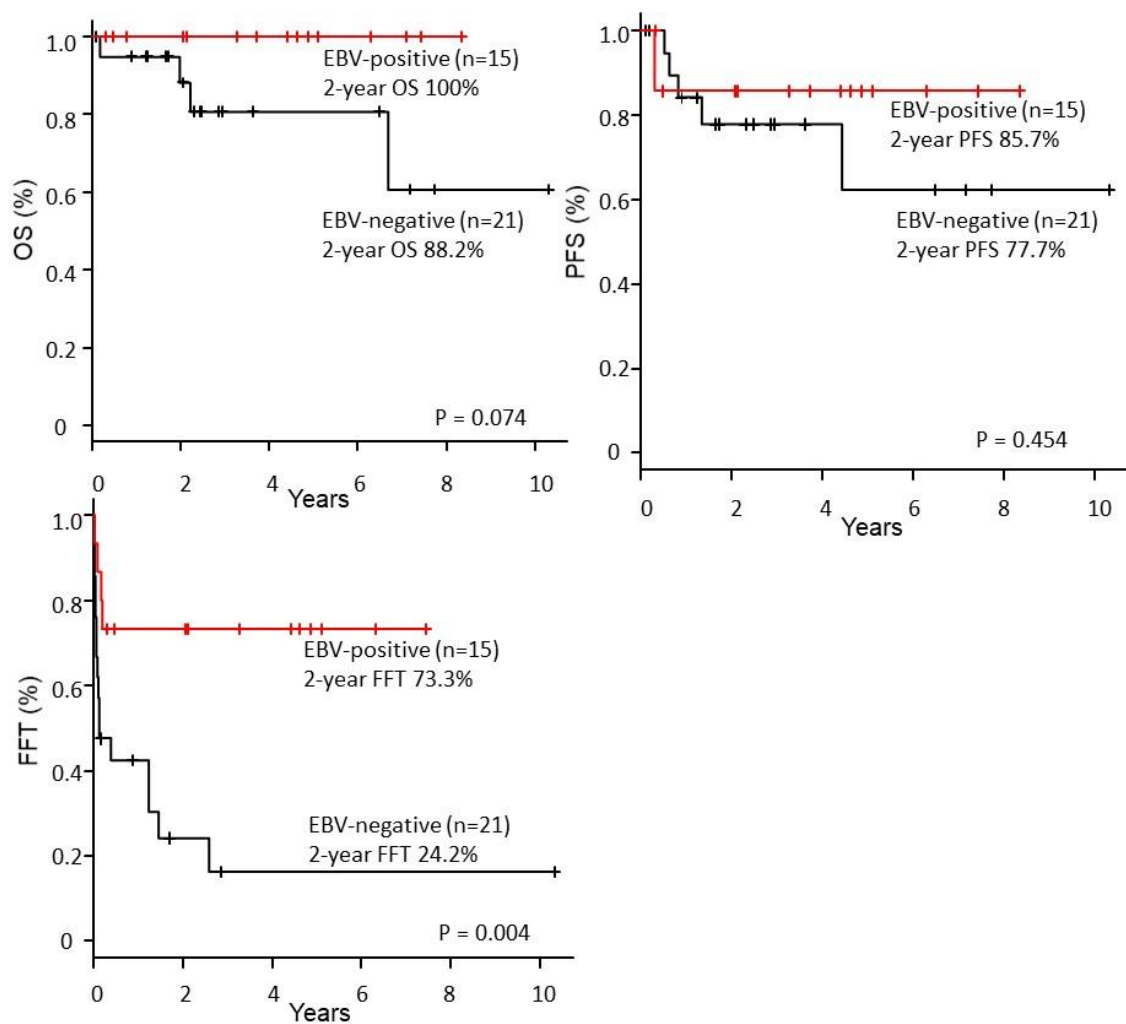 OS (%)
1.0
0.8
0.6
0.4
0.2
0
EBV-positive (n=15)
2-year OS 100%
EBV-negative (n=21)
2-year OS 88.2%
P = 0.074
0 2 4 6 8 10
Years
PFS (%)
1.0
0.8
0.6
0.4
0.2
0
EBV-positive (n=15)
2-year PFS 85.7%
EBV-negative (n=21)
2-year PFS 77.7%
P = 0.454
0 2 4 6 8 10
Years
FFT (%)
1.0
0.8
0.6
0.4
0.2
0
EBV-positive (n=15)
2-year FFT 73.3%
EBV-negative (n=21)
2-year FFT 24.2%
P = 0.004
0 2 4 6 8 10
Years